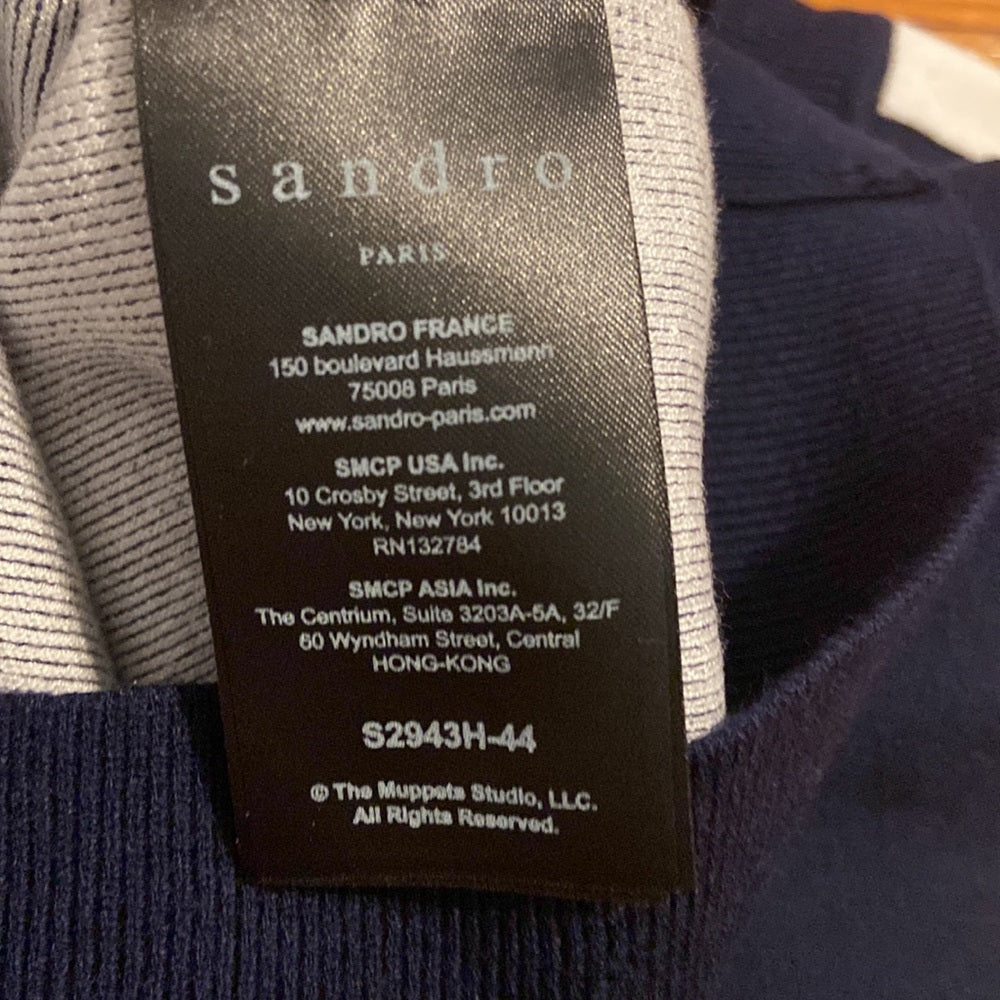 sandro
PARIS
SANDRO FRANCE
150 boulevard Haussmann
75008 Paris
www.sandro-paris.com
SMCP USA Inc.
10 Crosby Street, 3rd Floor
New York, New York 10013
RN132784
SMCP ASIA Inc.
The Centrium, Suite 3203A-5A, 32/F
60 Wyndham Street, Central
HONG-KONG
S2943H-44
© The Muppets Studio, LLC.
All Rights Reserved.